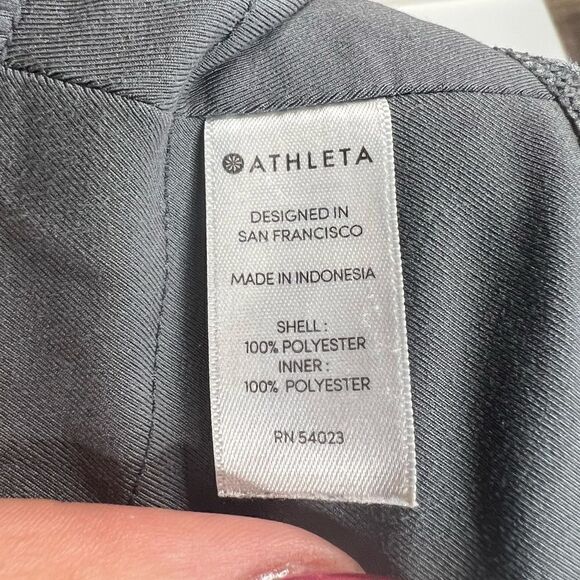 ATHLETA
DESIGNED IN
SAN FRANCISCO
MADE IN INDONESIA
SHELL :
100% POLYESTER
INNER :
100% POLYESTER
RN 54023